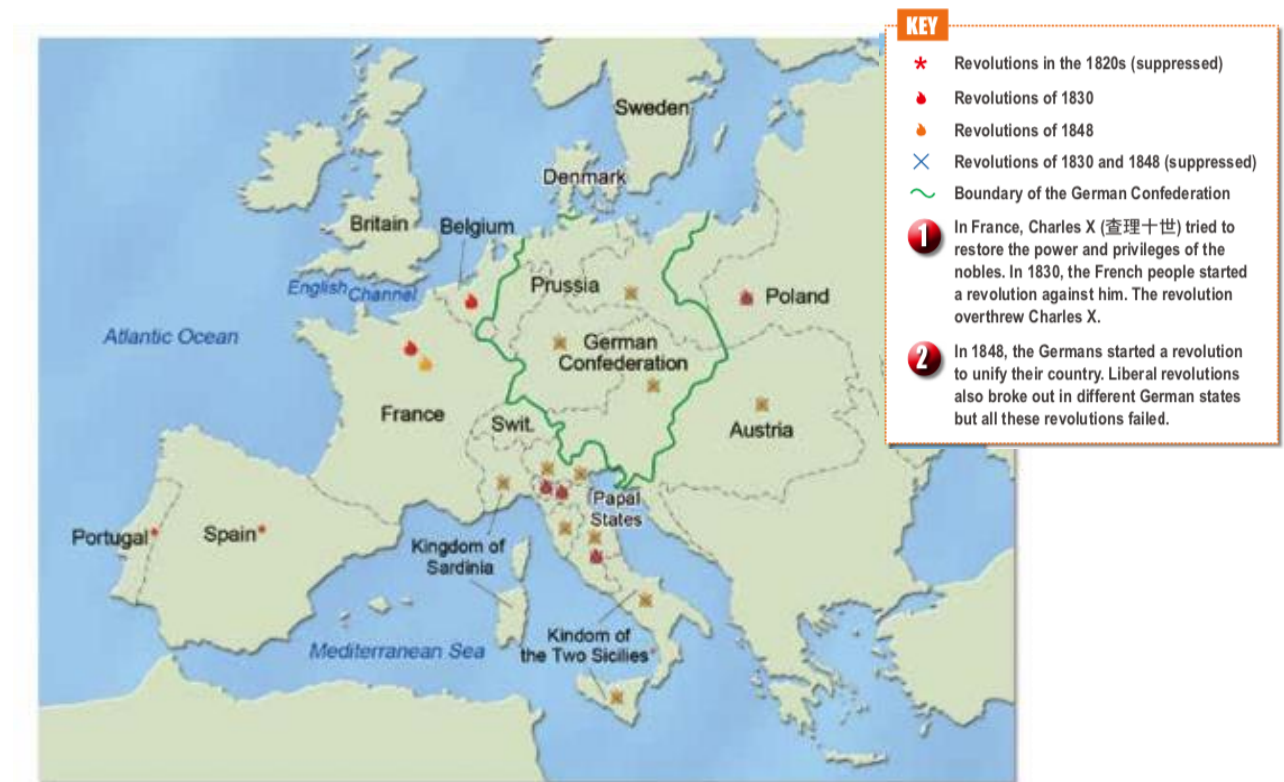 KEY
Revolutions in the 1820s (suppressed)
Revolutions of 1830
Revolutions of 1848
Revolutions of 1830 and 1848 (suppressed)
Boundary of the German Confederation
1
In France, Charles X (查理十世) tried to
restore the power and privileges of the
nobles. In 1830, the French people started
a revolution against him. The revolution
overthrew Charles X.
2
In 1848, the Germans started a revolution
to unify their country. Liberal revolutions
also broke out in different German states
but all these revolutions failed.
Sweden
Denmark
Britain
Belgium
English Channel
Prussia
Poland
Atlantic Ocean
German
Confederation
France
Swit.
Austria
Papal
States
Portugal
Spain
Kingdom of
Sardinia
Mediterranean Sea
Kindom of
the Two Sicilies